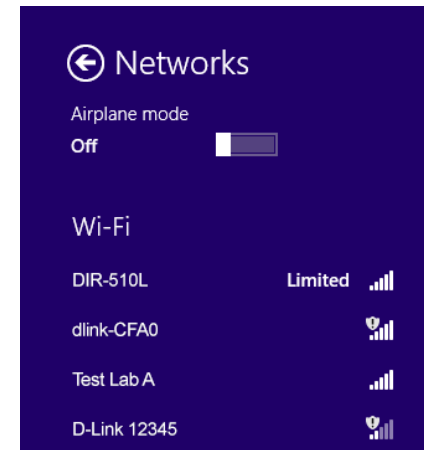 Networks
Airplane mode
Off
Wi-Fi
DIR-510L Limited
dlink-CFA0
Test Lab A
D-Link 12345